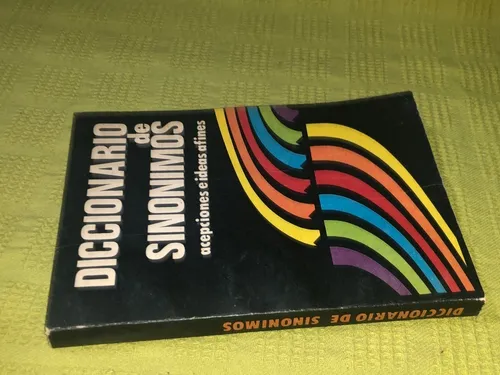 DICCIONARIO
de
SINONIMOS
acepciones e ideas afines
DICCIONARIO DE SINONIMOS